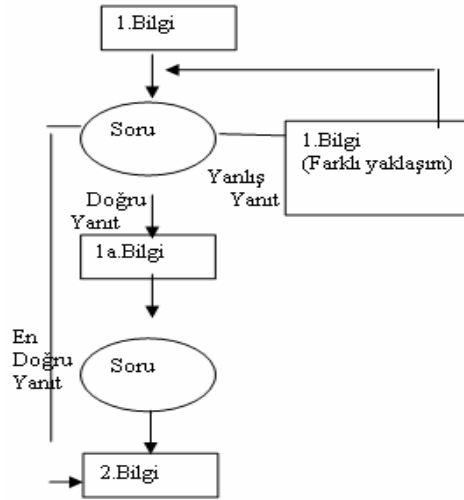 1.Bilgi
Soru
1.Bilgi
(Farklı yaklaşım)
Yanlış
Yanıt
Doğru
Yanıt
1a.Bilgi
Soru
En
Doğru
Yanıt
2.Bilgi